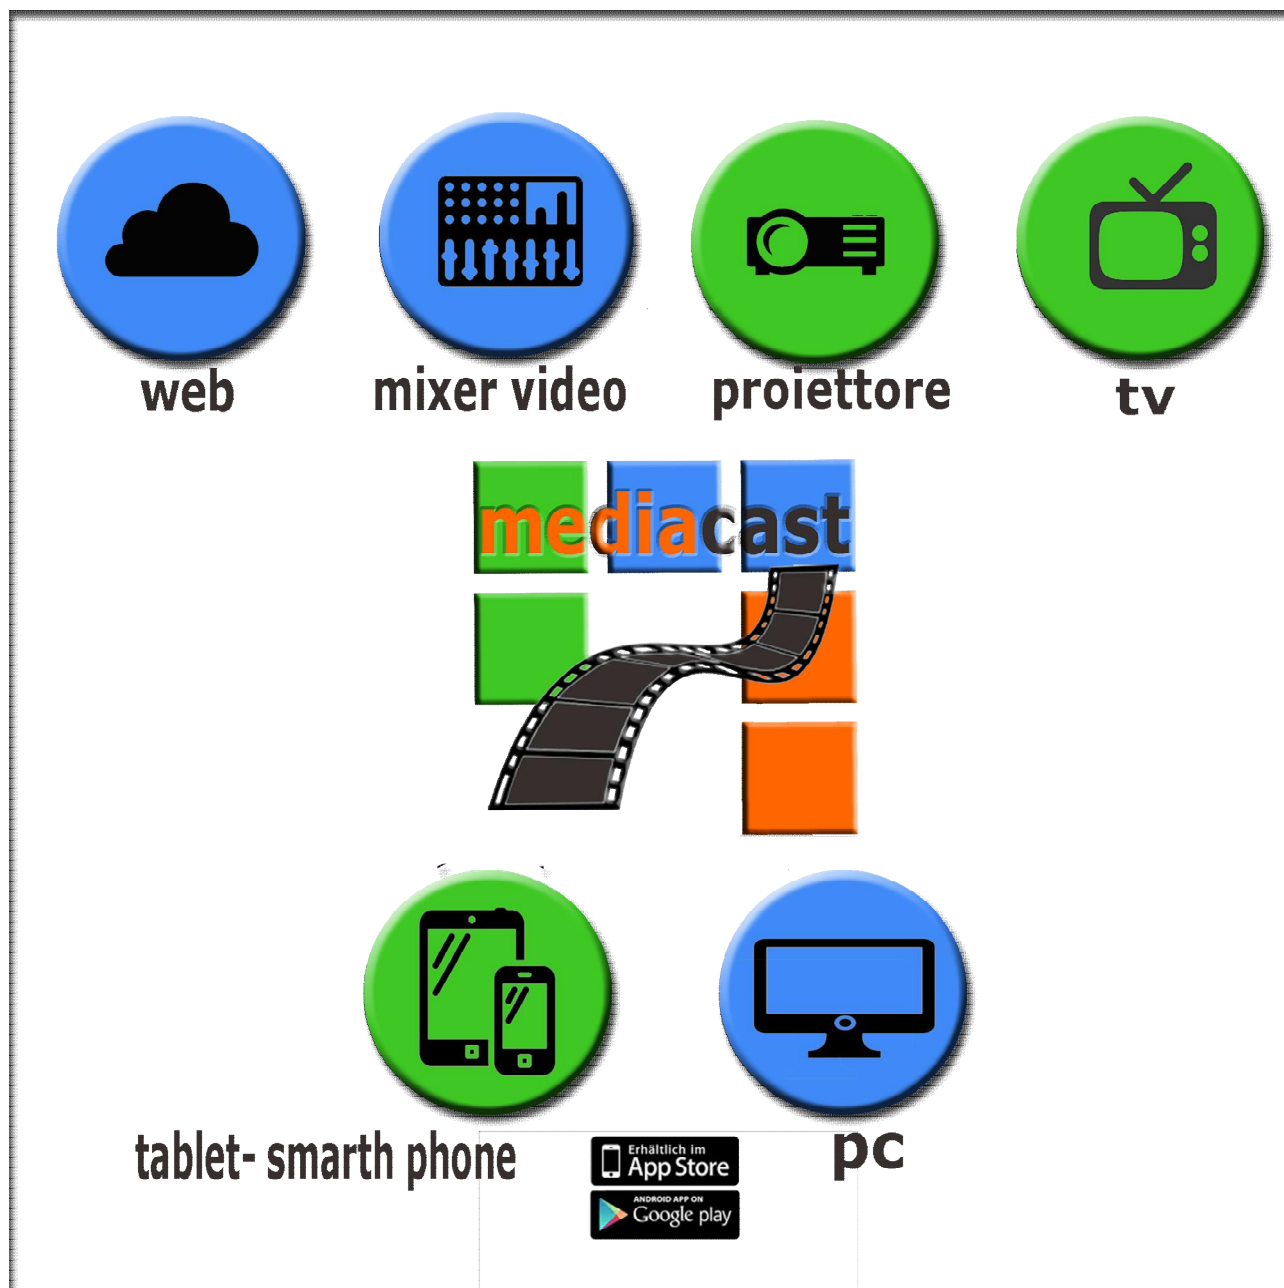 web
mixer video
proiettore
tv
mediacast
tablet- smarth phone
pc
Erhältlich im
App Store
ANDROID APP ON
Google play